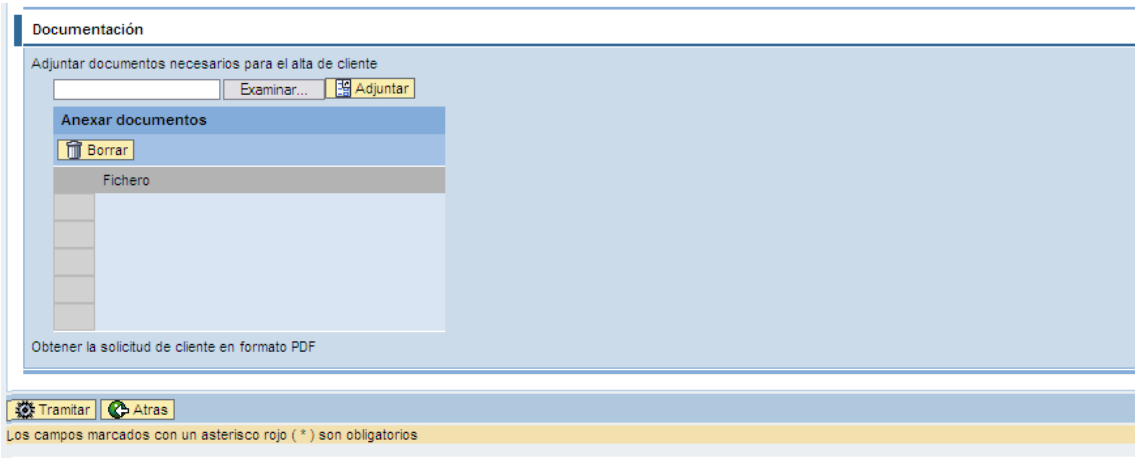 Documentación
Adjuntar documentos necesarios para el alta de cliente
Examinar... Adjuntar
Anexar documentos
Borrar
Fichero
Obtener la solicitud de cliente en formato PDF
Tramitar Atras
Los campos marcados con un asterisco rojo ( * ) son obligatorios